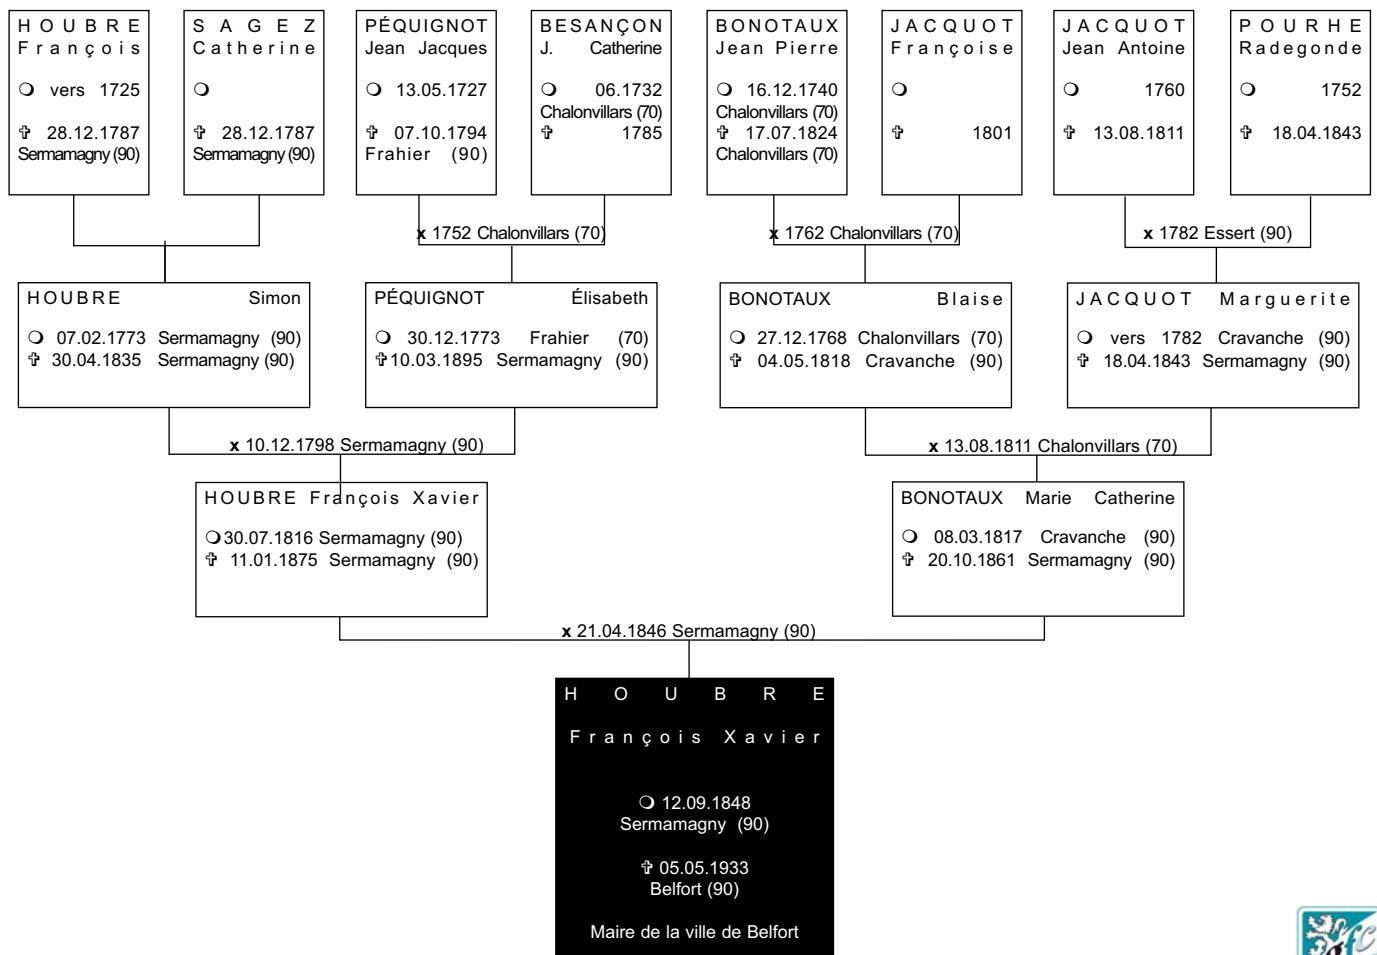 HOUBRE
François
❍ vers 1725
✞ 28.12.1787
Sermamagny (90)
SAGEZ
Catherine
❍
✞ 28.12.1787
Sermamagny (90)
PÉQUIGNOT
Jean Jacques
❍ 13.05.1727
✞ 07.10.1794
Frahier (90)
BESANÇON
J. Catherine
❍ 06.1732
Chalonvillars (70)
✞ 1785
BONOTAUX
Jean Pierre
❍ 16.12.1740
Chalonvillars (70)
✞ 17.07.1824
Chalonvillars (70)
JACQUOT
Françoise
❍
✞ 1801
JACQUOT
Jean Antoine
❍ 1760
✞ 13.08.1811
POURHE
Radegonde
❍ 1752
✞ 18.04.1843
x 1752 Chalonvillars (70)
x 1762 Chalonvillars (70)
x 1782 Essert (90)
HOUBRE Simon
❍ 07.02.1773 Sermamagny (90)
✞ 30.04.1835 Sermamagny (90)
PÉQUIGNOT Élisabeth
❍ 30.12.1773 Frahier (70)
✞10.03.1895 Sermamagny (90)
BONOTAUX Blaise
❍ 27.12.1768 Chalonvillars (70)
✞ 04.05.1818 Cravanche (90)
JACQUOT Marguerite
❍ vers 1782 Cravanche (90)
✞ 18.04.1843 Sermamagny (90)
x 10.12.1798 Sermamagny (90)
x 13.08.1811 Chalonvillars (70)
HOUBRE François Xavier
❍30.07.1816 Sermamagny (90)
✞ 11.01.1875 Sermamagny (90)
BONOTAUX Marie Catherine
❍ 08.03.1817 Cravanche (90)
✞ 20.10.1861 Sermamagny (90)
x 21.04.1846 Sermamagny (90)
HOUBRE
François Xavier
❍ 12.09.1848
Sermamagny (90)
✞ 05.05.1933
Belfort (90)
Maire de la ville de Belfort